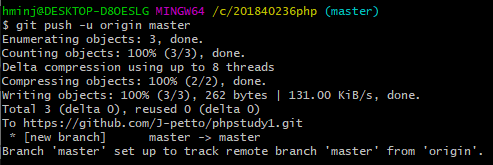 hminj@DESKTOP-D8OESLG MINGW64 /c/201840236php (master)
$ git push -u origin master
Enumerating objects: 3, done.
Counting objects: 100% (3/3), done.
Delta compression using up to 8 threads
Compressing objects: 100% (2/2), done.
Writing objects: 100% (3/3), 262 bytes | 131.00 KiB/s, done.
Total 3 (delta 0), reused 0 (delta 0)
To https://github.com/J-petto/phpstudy1.git
 * [new branch]      master -> master
Branch 'master' set up to track remote branch 'master' from 'origin'.